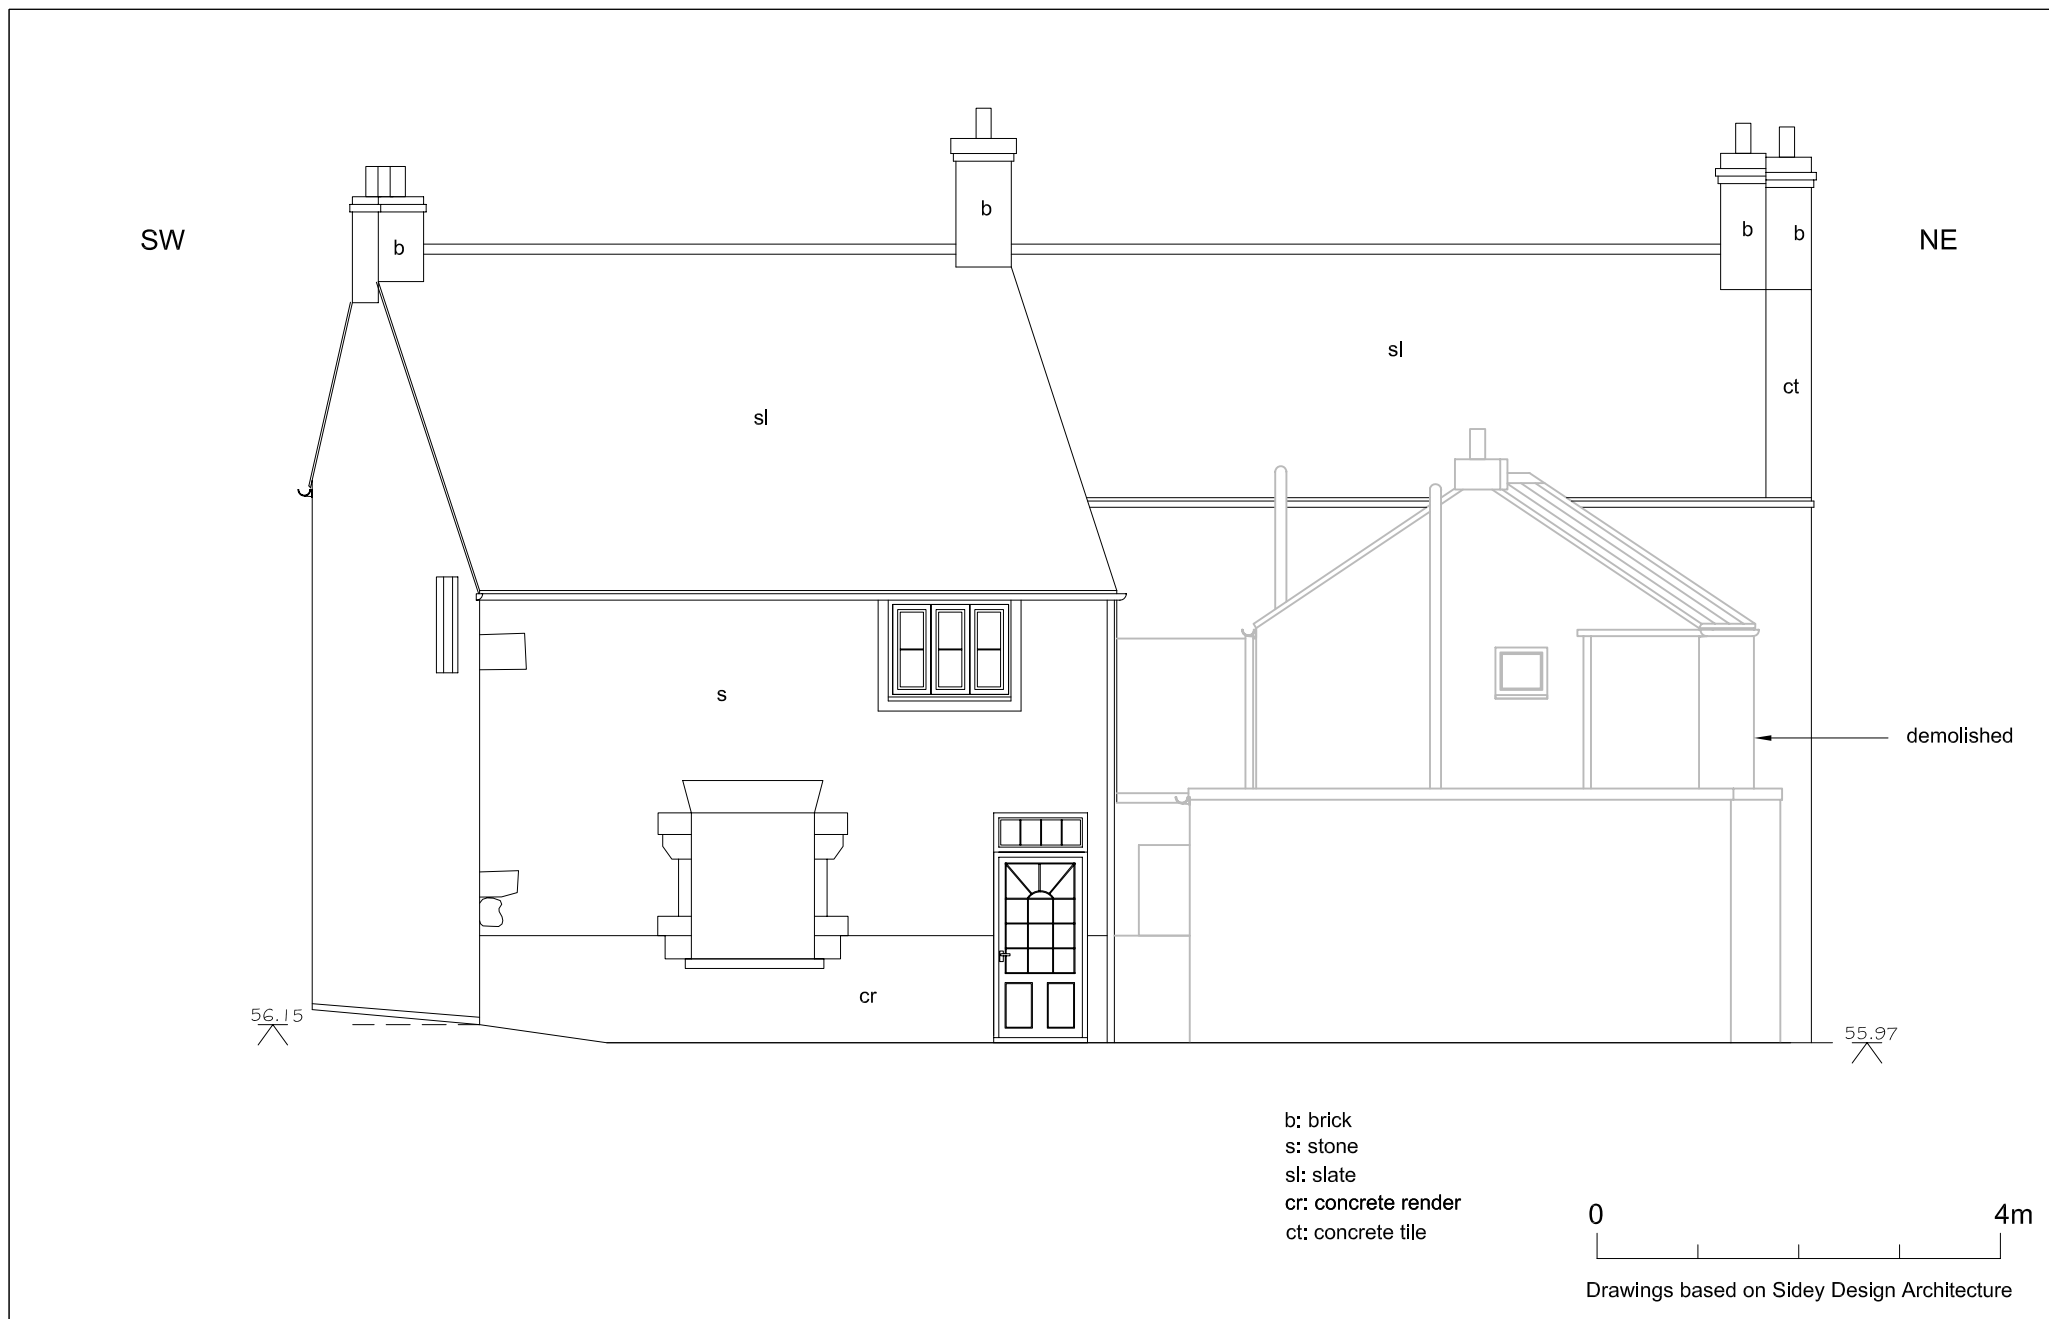 SW
NE
b
b
b
b
sl
sl
ct
s
demolished
cr
56.15
55.97
b: brick
s: stone
sl: slate
cr: concrete render
ct: concrete tile
0 4m
Drawings based on Sidey Design Architecture